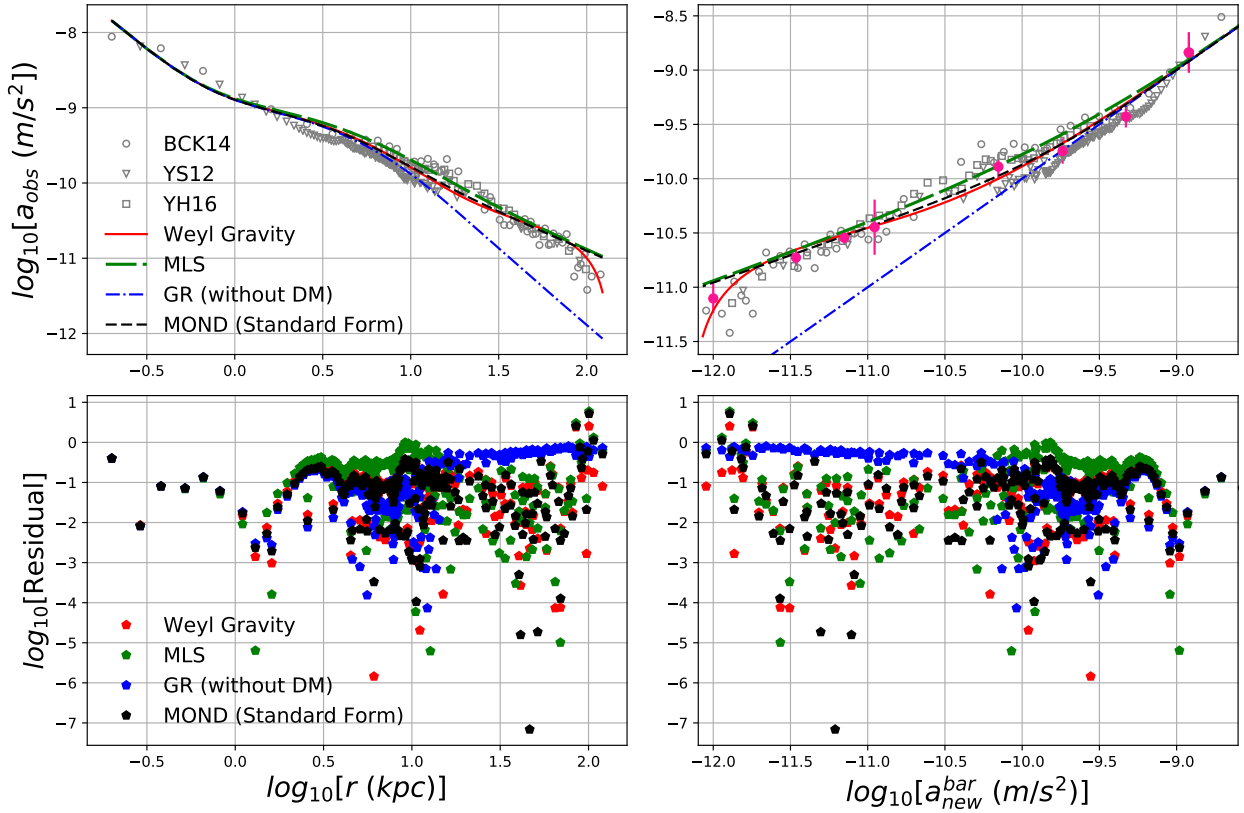 log₁₀[a_obs (m/s²)]
−8
−9
−10
−11
−12
−0.5 0.0 0.5 1.0 1.5 2.0
BCK14
YS12
YH16
Weyl Gravity
MLS
GR (without DM)
MOND (Standard Form)
−8.5
−9.0
−9.5
−10.0
−10.5
−11.0
−11.5
−12.0 −11.5 −11.0 −10.5 −10.0 −9.5 −9.0
log₁₀[Residual]
1
0
−1
−2
−3
−4
−5
−6
−7
Weyl Gravity
MLS
GR (without DM)
MOND (Standard Form)
−0.5 0.0 0.5 1.0 1.5 2.0
log₁₀[r (kpc)]
1
0
−1
−2
−3
−4
−5
−6
−7
−12.0 −11.5 −11.0 −10.5 −10.0 −9.5 −9.0
log₁₀[a_new^bar (m/s²)]